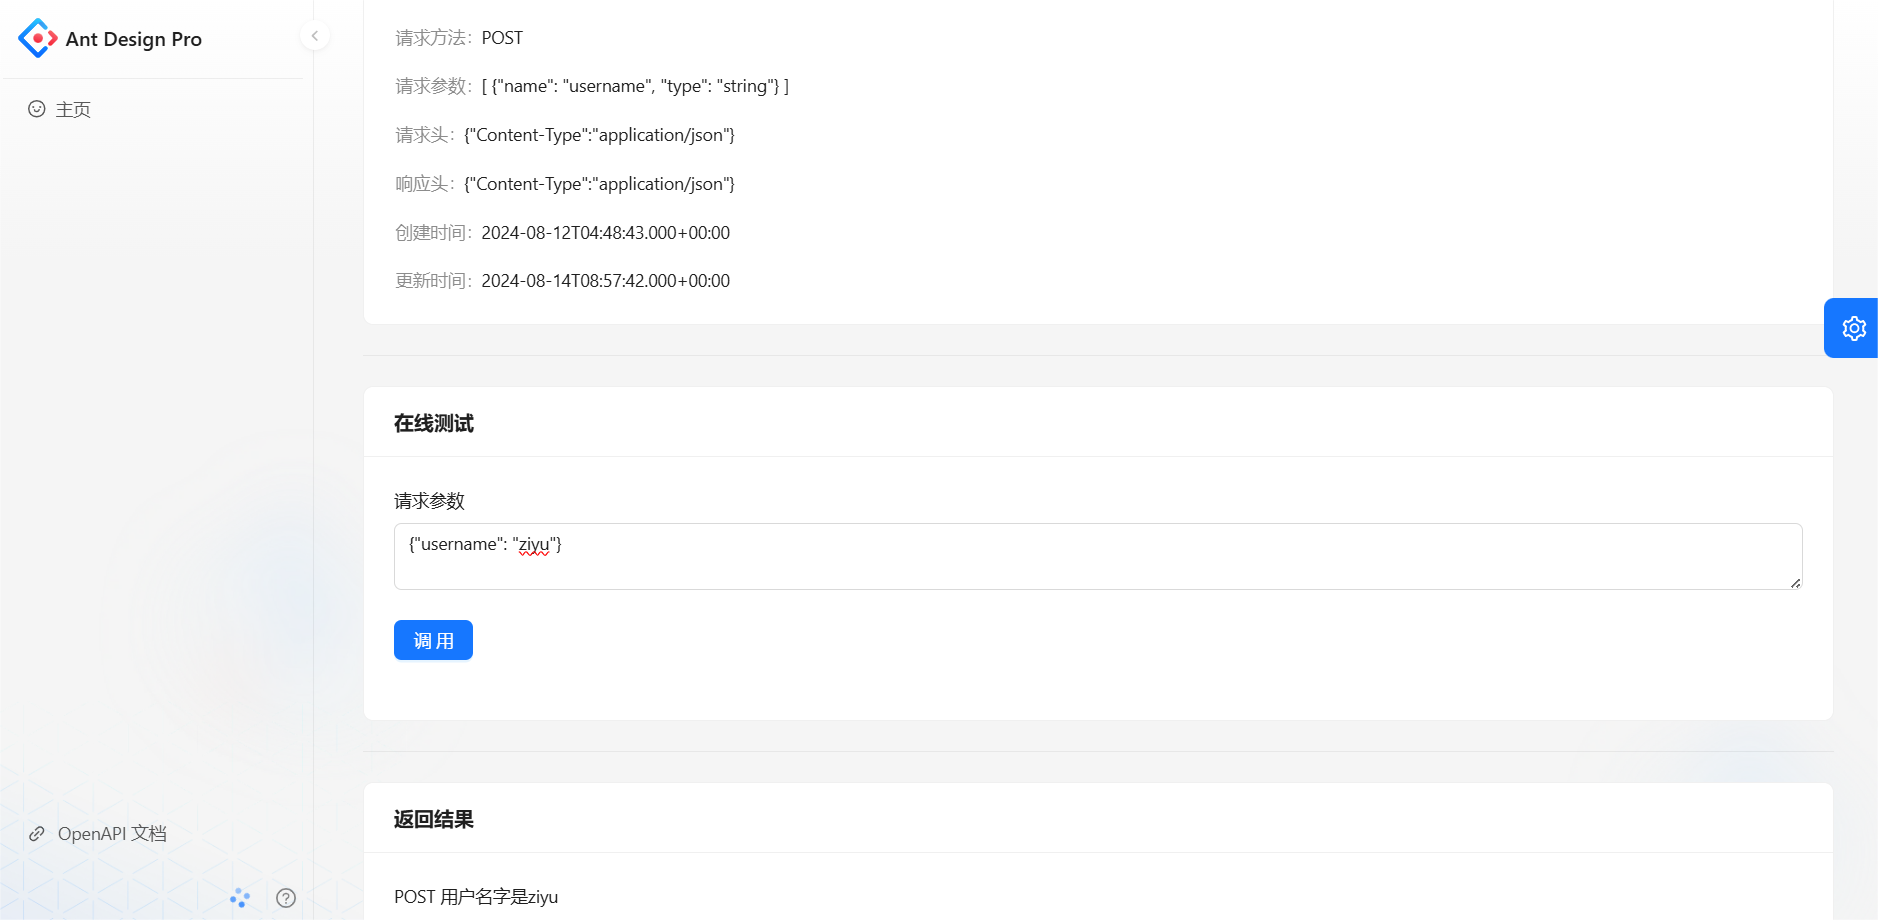 Ant Design Pro
主页
请求方法：POST
请求参数：[ {"name": "username", "type": "string"} ]
请求头：{"Content-Type":"application/json"}
响应头：{"Content-Type":"application/json"}
创建时间：2024-08-12T04:48:43.000+00:00
更新时间：2024-08-14T08:57:42.000+00:00
在线测试
请求参数
{"username": "ziyu"}
调 用
返回结果
POST 用户名字是ziyu
OpenAPI 文档